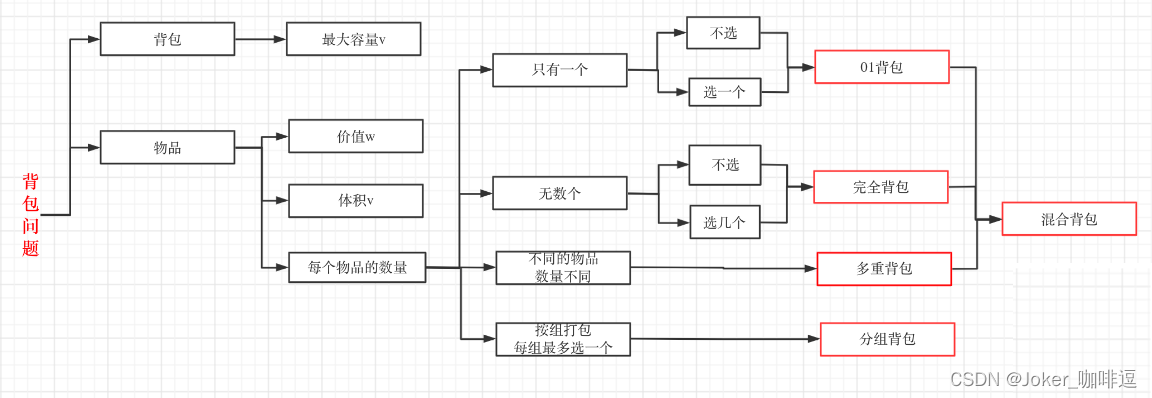 背包问题
背包
最大容量v
物品
价值w
体积v
每个物品的数量
只有一个
不选
选一个
01背包
无数个
不选
选几个
完全背包
不同的物品
数量不同
多重背包
按组打包
每组最多选一个
分组背包
混合背包
CSDN @Joker_咖啡逗